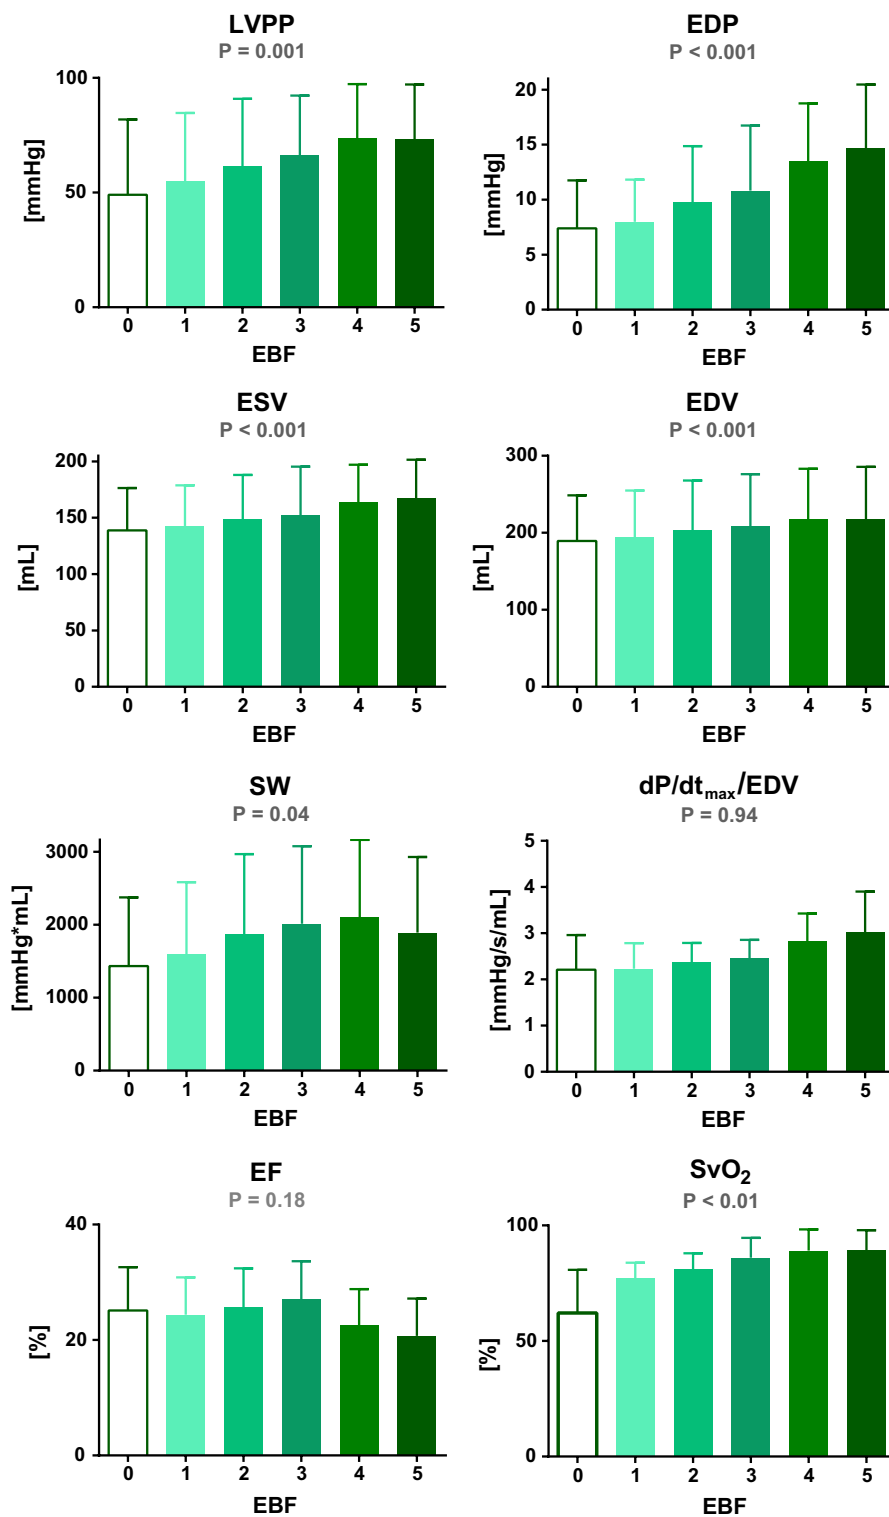 LVPP
P = 0.001
[mmHg]
100
50
0
0 1 2 3 4 5
EBF
EDP
P < 0.001
[mmHg]
20
15
10
5
0
0 1 2 3 4 5
EBF
ESV
P < 0.001
[mL]
200
150
100
50
0
0 1 2 3 4 5
EBF
EDV
P < 0.001
[mL]
300
200
100
0
0 1 2 3 4 5
EBF
SW
P = 0.04
[mmHg*mL]
3000
2000
1000
0
0 1 2 3 4 5
EBF
dP/dtmax/EDV
P = 0.94
[mmHg/s/mL]
5
4
3
2
1
0
0 1 2 3 4 5
EBF
EF
P = 0.18
[%]
40
20
0
0 1 2 3 4 5
EBF
SvO2
P < 0.01
[%]
100
50
0
0 1 2 3 4 5
EBF